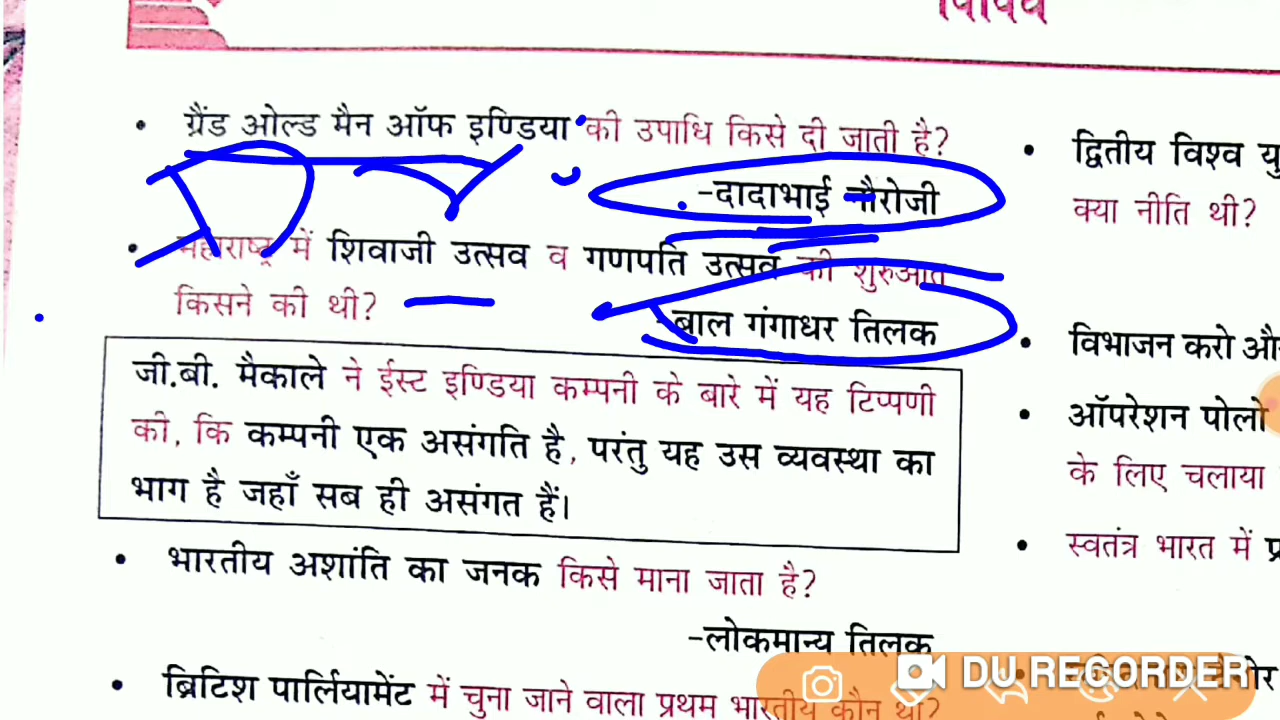 विविध
ग्रैंड ओल्ड मैन ऑफ इण्डिया की उपाधि किसे दी जाती है?
-दादाभाई नौरोजी
महाराष्ट्र में शिवाजी उत्सव व गणपति उत्सव की शुरुआत
किसने की थी?
-बाल गंगाधर तिलक
जी.बी. मैकाले ने ईस्ट इण्डिया कम्पनी के बारे में यह टिप्पणी
की, कि कम्पनी एक असंगति है, परंतु यह उस व्यवस्था का
भाग है जहाँ सब ही असंगत हैं।
भारतीय अशांति का जनक किसे माना जाता है?
-लोकमान्य तिलक
ब्रिटिश पार्लियामेंट में चुना जाने वाला प्रथम भारतीय कौन था?
द्वितीय विश्व यु
क्या नीति थी?
विभाजन करो औ
ऑपरेशन पोलो
के लिए चलाया
स्वतंत्र भारत में प्र
DU RECORDER